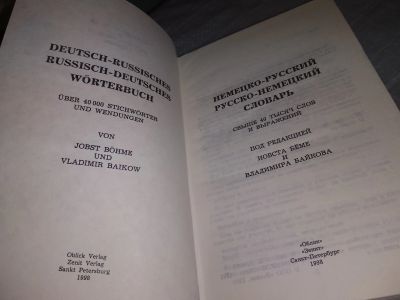 DEUTSCH-RUSSISCHES
RUSSISCH-DEUTSCHES
WÖRTERBUCH
ÜBER 40 000 STICHWÖRTER
UND WENDUNGEN
VON
JOBST BÖHME
UND
VLADIMIR BAIKOW
Oblick Verlag
Zenit Verlag
Sankt Petersburg
1998
НЕМЕЦКО-РУССКИЙ
РУССКО-НЕМЕЦКИЙ
СЛОВАРЬ
СВЫШЕ 40 ТЫСЯЧ СЛОВ
И ВЫРАЖЕНИЙ
ПОД РЕДАКЦИЕЙ
ЙОБСТА БЁМЕ
И
ВЛАДИМИРА БАЙКОВА
«Облик»
«Зенит»
Санкт-Петербург
1998